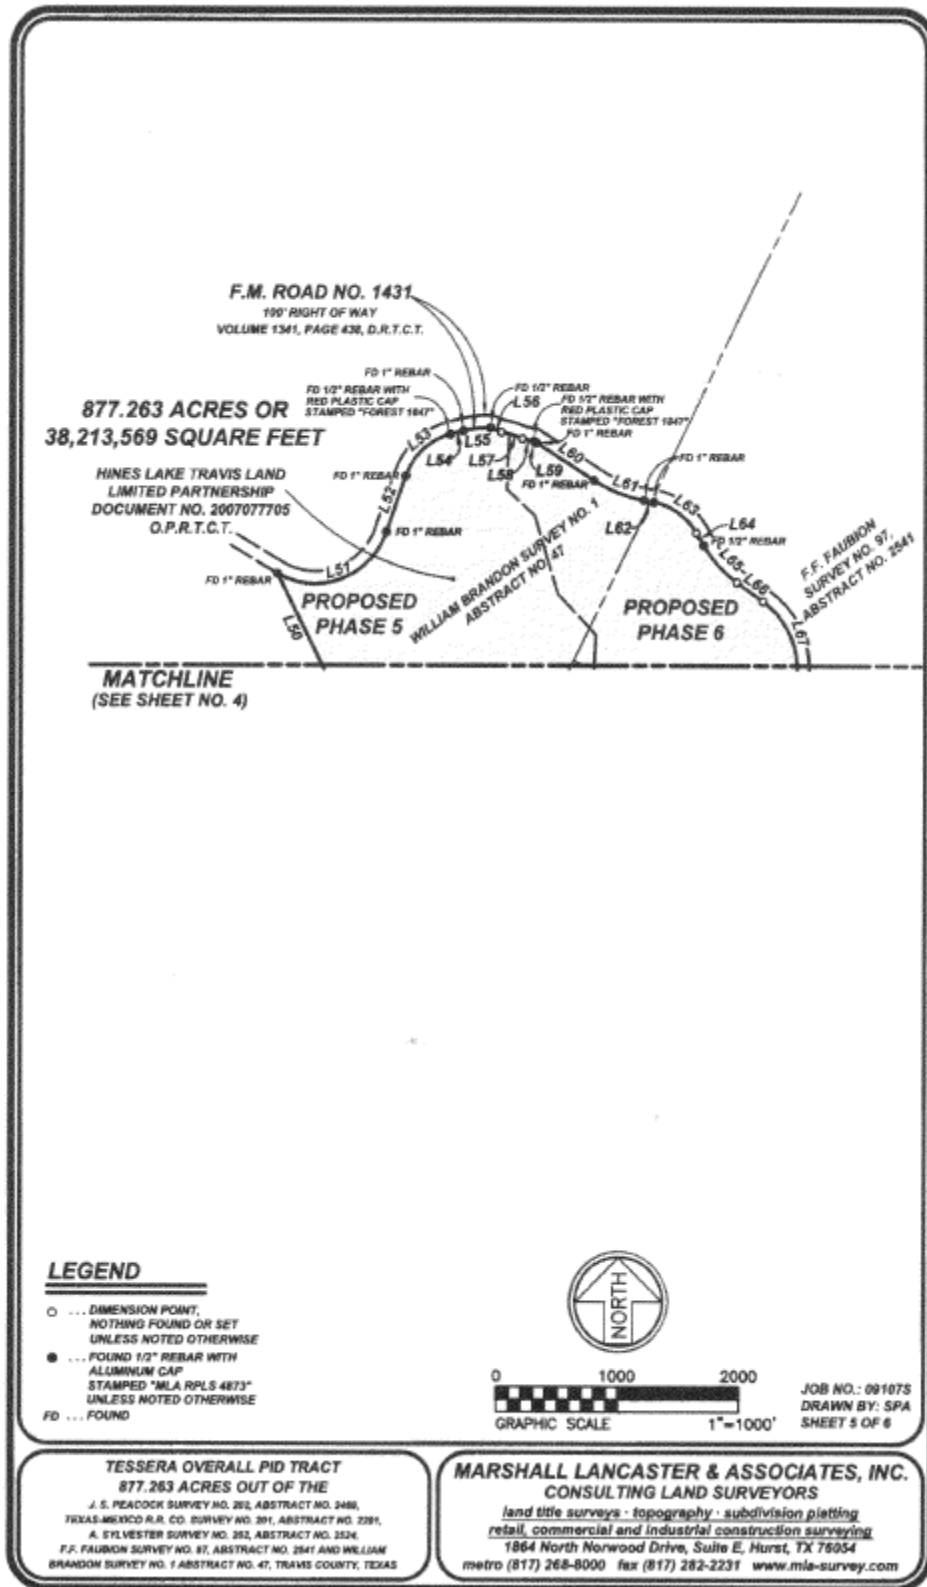 F.M. ROAD NO. 1431
100' RIGHT OF WAY
VOLUME 1341, PAGE 438, D.R.T.C.T.
FD 1" REBAR
FD 1/2" REBAR WITH
RED PLASTIC CAP
STAMPED "FOREST 1847"
FD 1/2" REBAR
L56
FD 1/2" REBAR WITH
RED PLASTIC CAP
STAMPED "FOREST 1847"
FD 1" REBAR
877.263 ACRES OR
38,213,569 SQUARE FEET
L53
L54
L55
L57
L58
L59
L60
FD 1" REBAR
FD 1" REBAR
L61
L62
FD 1" REBAR
L63
L64
FD 1/2" REBAR
L65
L66
L67
HINES LAKE TRAVIS LAND
LIMITED PARTNERSHIP
DOCUMENT NO. 2007077705
O.P.R.T.C.T.
L52
FD 1" REBAR
L51
FD 1" REBAR
L50
WILLIAM BRANDON SURVEY NO. 1
ABSTRACT NO. 47
F.F. FAUBION
SURVEY NO. 97,
ABSTRACT NO. 2541
PROPOSED
PHASE 5
PROPOSED
PHASE 6
MATCHLINE
(SEE SHEET NO. 4)
LEGEND
... DIMENSION POINT,
NOTHING FOUND OR SET
UNLESS NOTED OTHERWISE
... FOUND 1/2" REBAR WITH
ALUMINUM CAP
STAMPED "MLA RPLS 4873"
UNLESS NOTED OTHERWISE
FD ... FOUND
NORTH
0 1000 2000
GRAPHIC SCALE 1"=1000'
JOB NO.: 09107S
DRAWN BY: SPA
SHEET 5 OF 6
TESSERA OVERALL PID TRACT
877.263 ACRES OUT OF THE
J. S. PEACOCK SURVEY NO. ABSTRACT NO.
TEXAS-MEXICO R.R. CO. SURVEY NO. 201, ABSTRACT NO.
A. SYLVESTER SURVEY NO. ABSTRACT NO.
F.F. FAUBION SURVEY NO. 97, ABSTRACT NO. 2541 AND WILLIAM
BRANDON SURVEY NO. 1 ABSTRACT NO. 47, TRAVIS COUNTY, TEXAS
MARSHALL LANCASTER & ASSOCIATES, INC.
CONSULTING LAND SURVEYORS
land title surveys · topography · subdivision platting
retail, commercial and industrial construction surveying
1864 North Norwood Drive, Suite E, Hurst, TX 76054
metro (817) 268-8000 fax (817) 282-2231 www.mla-survey.com